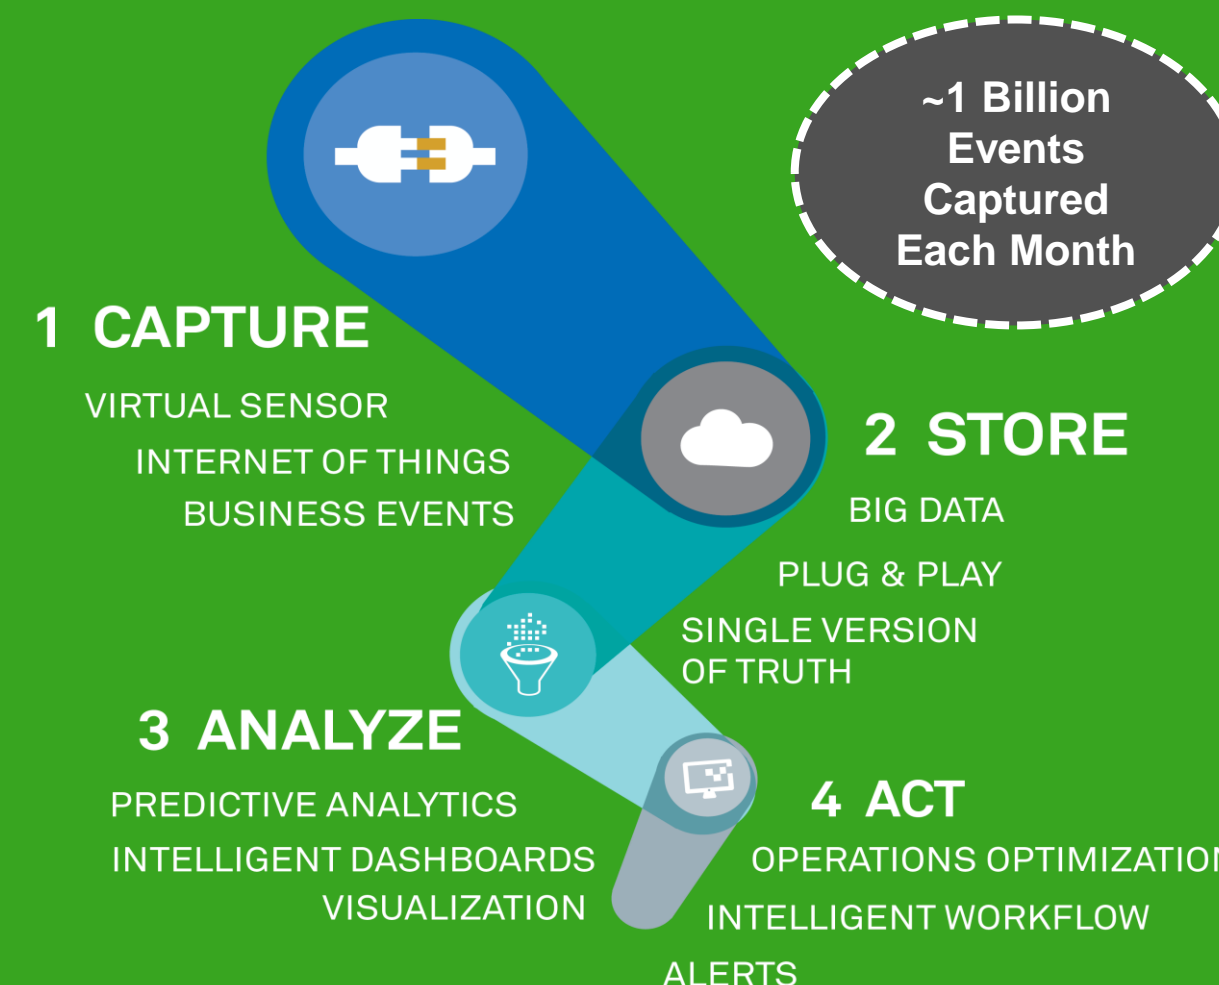 ~1 Billion
Events
Captured
Each Month
1 CAPTURE
VIRTUAL SENSOR
INTERNET OF THINGS
BUSINESS EVENTS
2 STORE
BIG DATA
PLUG & PLAY
SINGLE VERSION
OF TRUTH
3 ANALYZE
PREDICTIVE ANALYTICS
INTELLIGENT DASHBOARDS
VISUALIZATION
4 ACT
OPERATIONS OPTIMIZATION
INTELLIGENT WORKFLOW
ALERTS